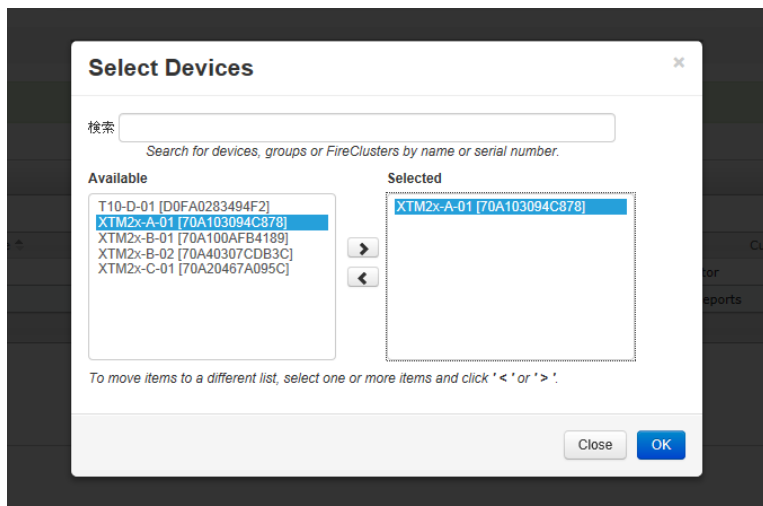 Select Devices
×
検索
Search for devices, groups or FireClusters by name or serial number.
Available
Selected
T10-D-01 [D0FA0283494F2]
XTM2x-A-01 [70A103094C878]
XTM2x-B-01 [70A100AFB4189]
XTM2x-B-02 [70A40307CDB3C]
XTM2x-C-01 [70A20467A095C]
XTM2x-A-01 [70A103094C878]
To move items to a different list, select one or more items and click ' < ' or ' > '.
Close
OK
tor
eports